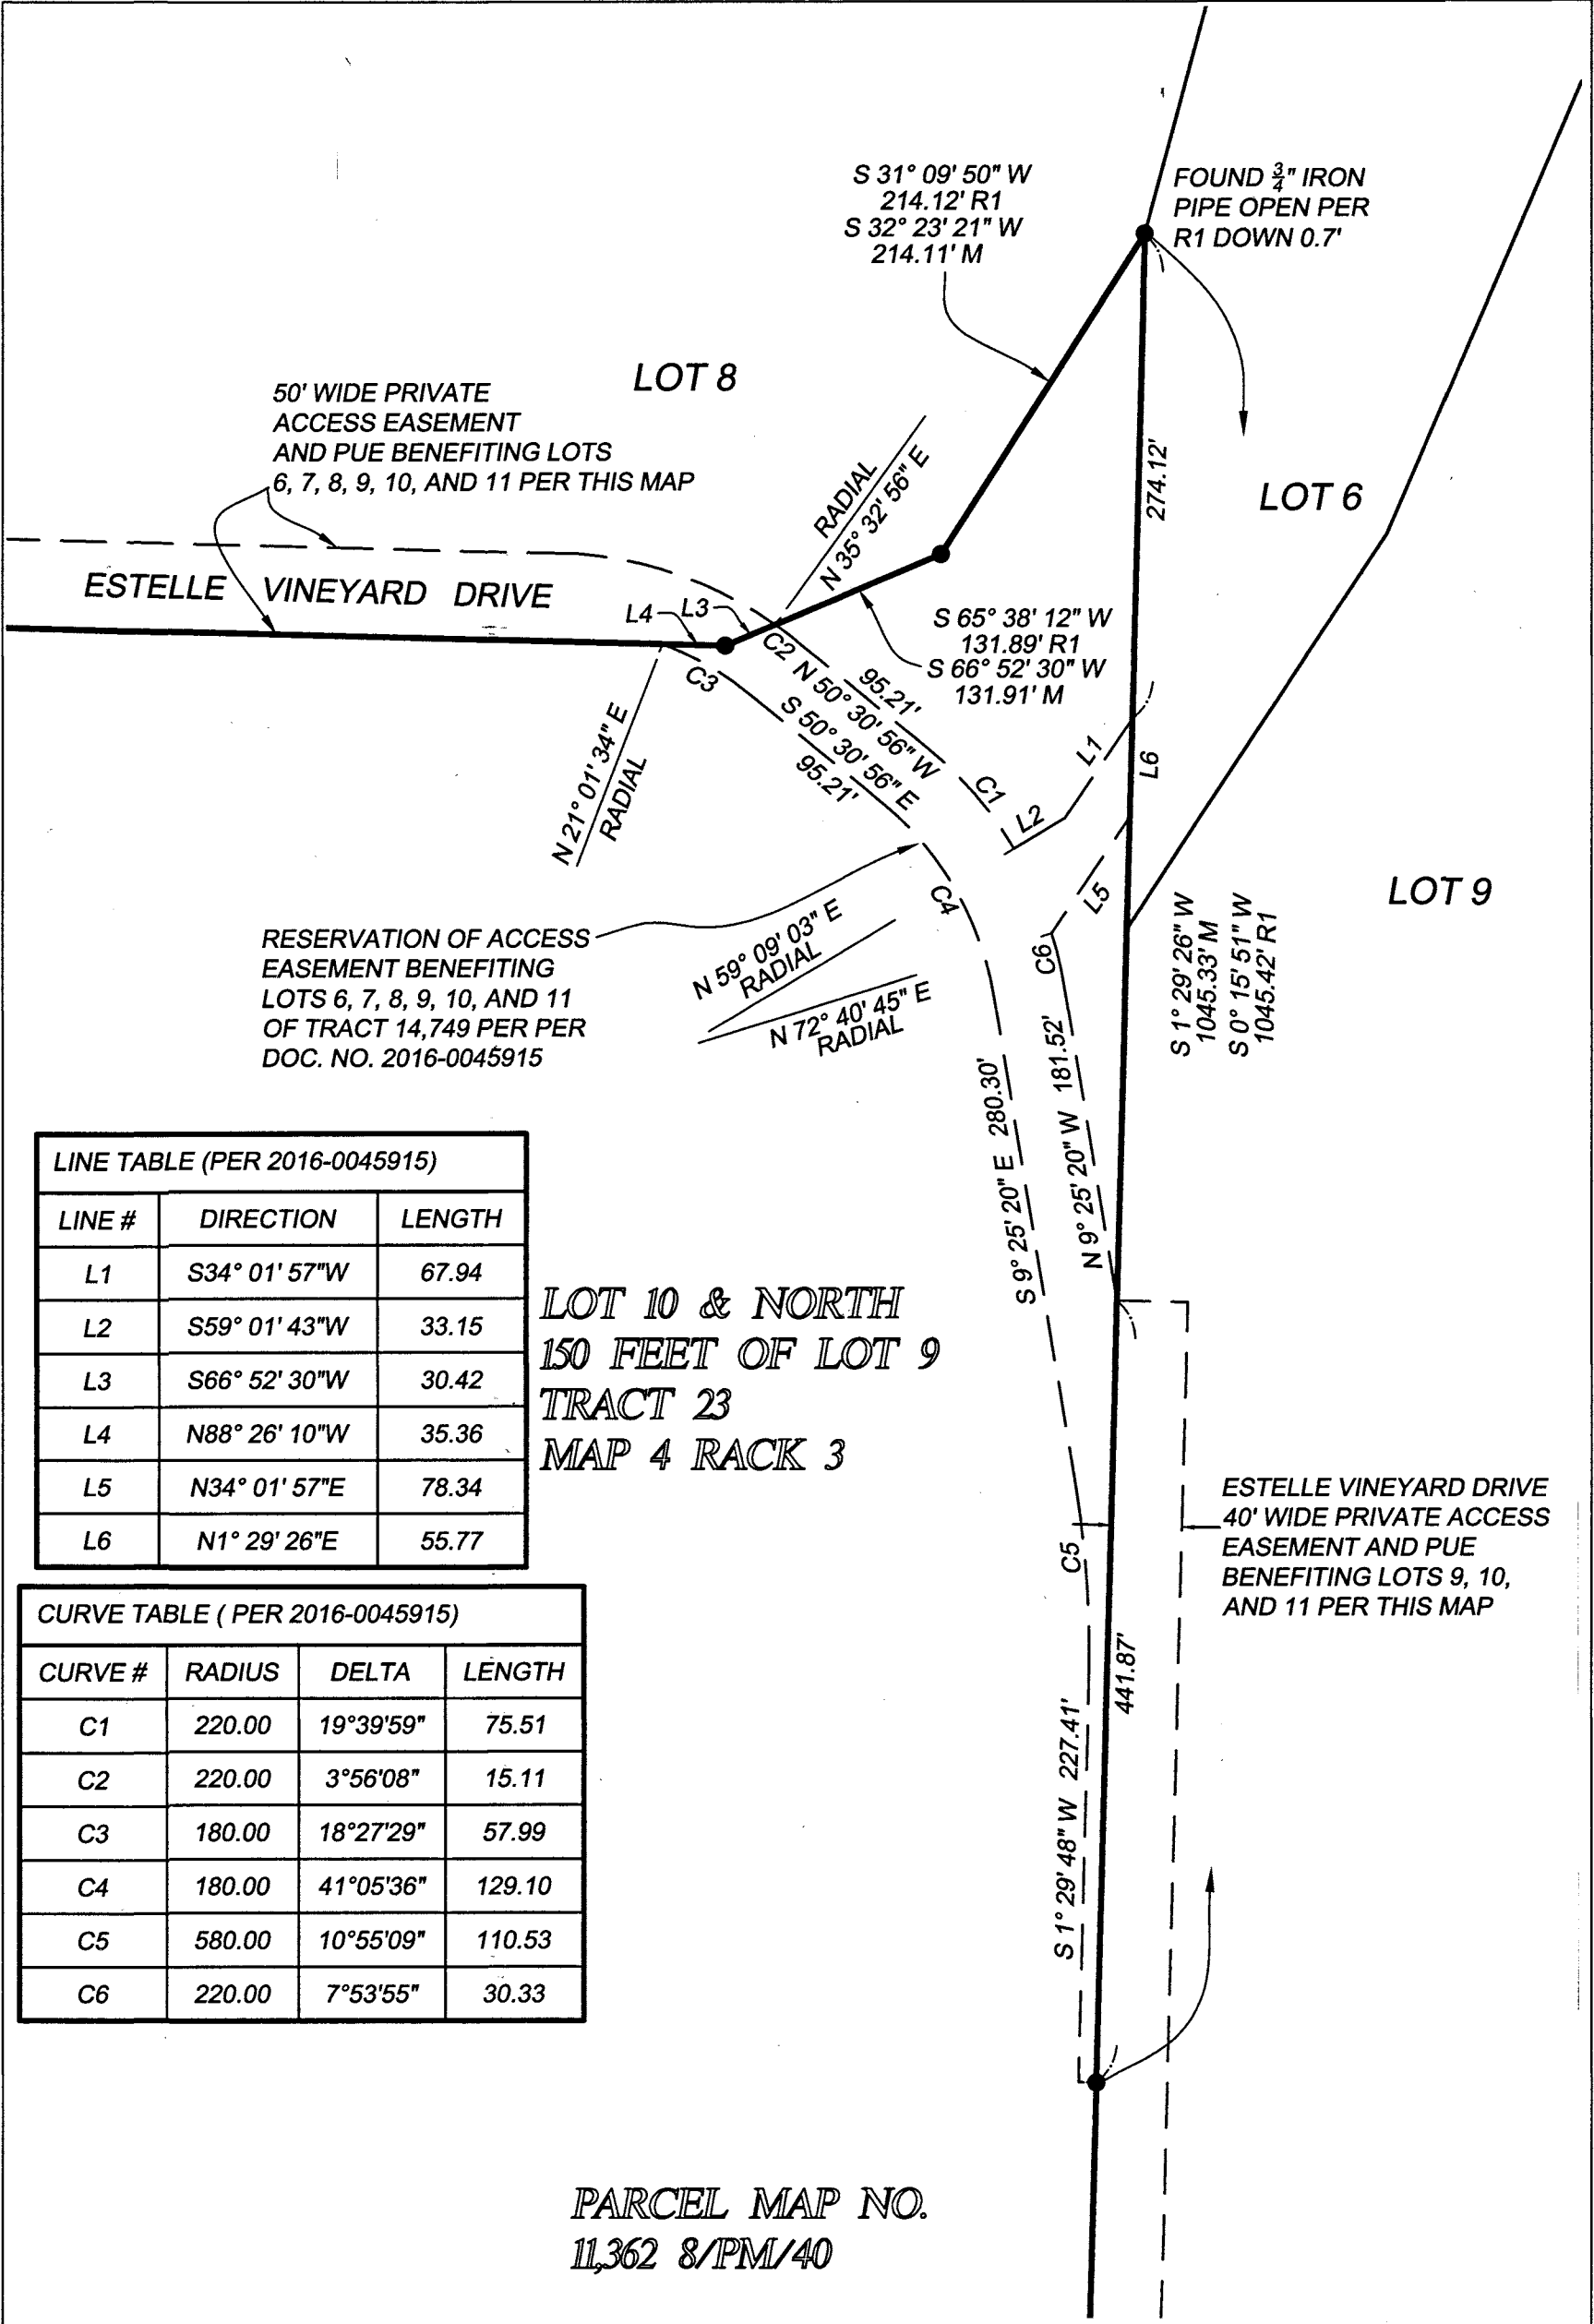 S 31° 09' 50" W
214.12' R1
S 32° 23' 21" W
214.11' M
FOUND 3/4" IRON
PIPE OPEN PER
R1 DOWN 0.7'
LOT 8
50' WIDE PRIVATE
ACCESS EASEMENT
AND PUE BENEFITING LOTS
6, 7, 8, 9, 10, AND 11 PER THIS MAP
RADIAL
N 35° 32' 56" E
274.12'
LOT 6
ESTELLE VINEYARD DRIVE
L4
L3
S 65° 38' 12" W
131.89' R1
S 66° 52' 30" W
131.91' M
C2
N 50° 30' 56" W
95.21'
C3
S 50° 30' 56" E
95.21'
N 21° 01' 34" E
RADIAL
C1
L2
L1
L6
L5
C4
C6
LOT 9
S 1° 29' 26" W
1045.33' M
S 0° 15' 51" W
1045.42' R1
RESERVATION OF ACCESS
EASEMENT BENEFITING
LOTS 6, 7, 8, 9, 10, AND 11
OF TRACT 14,749 PER PER
DOC. NO. 2016-0045915
N 59° 09' 03" E
RADIAL
N 72° 40' 45" E
RADIAL
S 9° 25' 20" E 280.30'
N 9° 25' 20" W 181.52'
LINE TABLE (PER 2016-0045915)
LINE # DIRECTION LENGTH
L1 S34° 01' 57"W 67.94
L2 S59° 01' 43"W 33.15
L3 S66° 52' 30"W 30.42
L4 N88° 26' 10"W 35.36
L5 N34° 01' 57"E 78.34
L6 N1° 29' 26"E 55.77
LOT 10 & NORTH
150 FEET OF LOT 9
TRACT 23
MAP 4 RACK 3
ESTELLE VINEYARD DRIVE
40' WIDE PRIVATE ACCESS
EASEMENT AND PUE
BENEFITING LOTS 9, 10,
AND 11 PER THIS MAP
C5
441.87'
S 1° 29' 48" W 227.41'
CURVE TABLE ( PER 2016-0045915)
CURVE # RADIUS DELTA LENGTH
C1 220.00 19°39'59" 75.51
C2 220.00 3°56'08" 15.11
C3 180.00 18°27'29" 57.99
C4 180.00 41°05'36" 129.10
C5 580.00 10°55'09" 110.53
C6 220.00 7°53'55" 30.33
PARCEL MAP NO.
11,362 8/PM/40